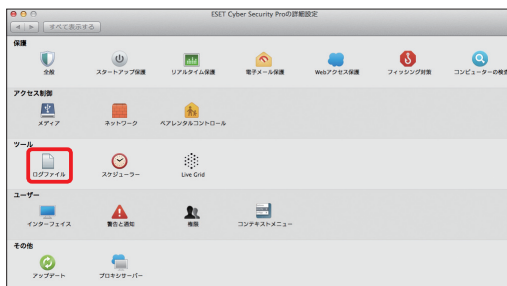 ESET Cyber Security Proの詳細設定
すべて表示する
保護
全般 スタートアップ保護 リアルタイム保護 電子メール保護 Webアクセス保護 フィッシング対策 コンピューターの検査
アクセス制御
メディア ネットワーク ペアレンタルコントロール
ツール
ログファイル スケジューラー Live Grid
ユーザー
インターフェイス 警告と通知 権限 コンテキストメニュー
その他
アップデート プロキシサーバー